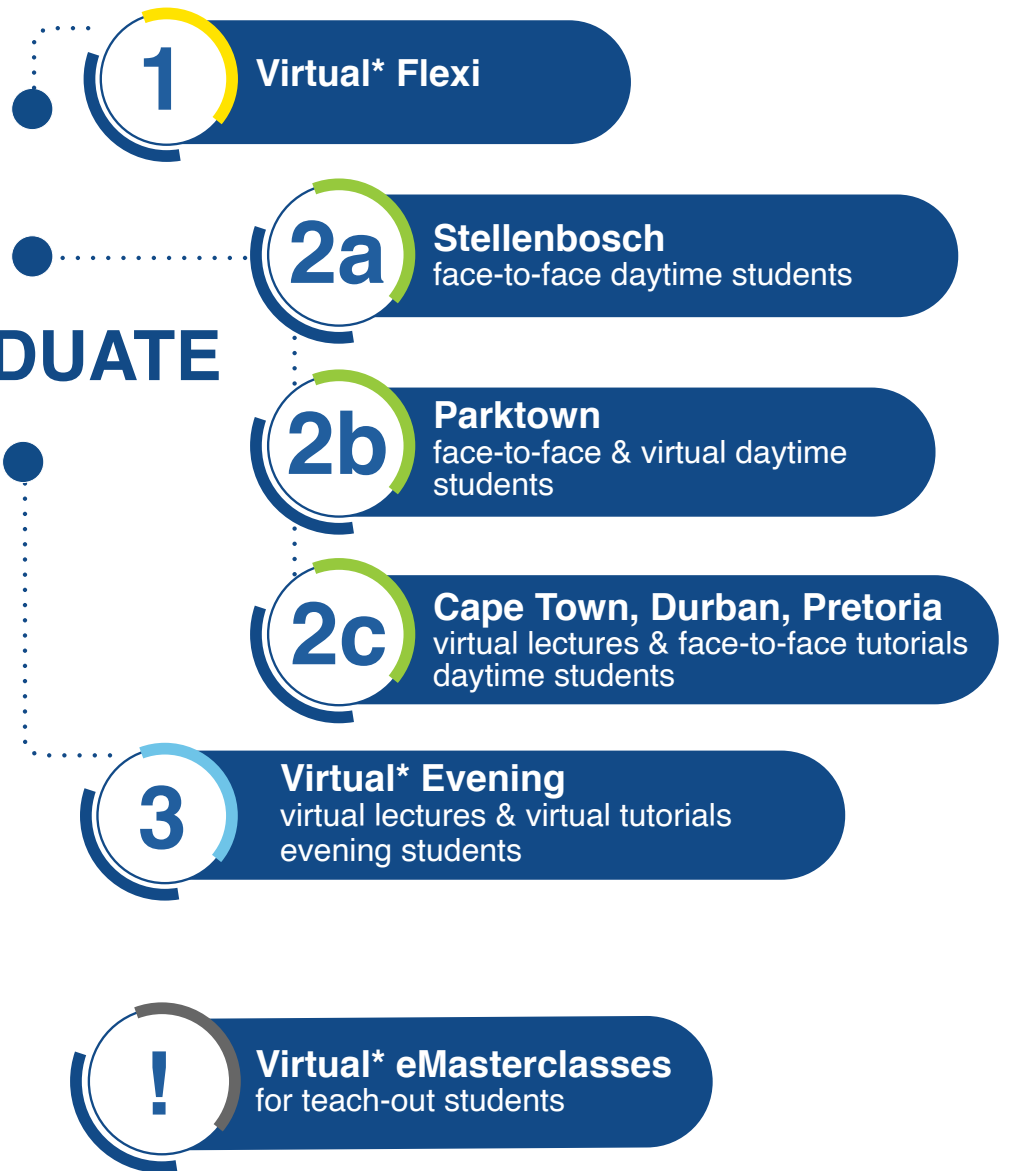 1
Virtual* Flexi
2a
Stellenbosch
face-to-face daytime students
DUATE
2b
Parktown
face-to-face & virtual daytime
students
2c
Cape Town, Durban, Pretoria
virtual lectures & face-to-face tutorials
daytime students
3
Virtual* Evening
virtual lectures & virtual tutorials
evening students
!
Virtual* eMasterclasses
for teach-out students